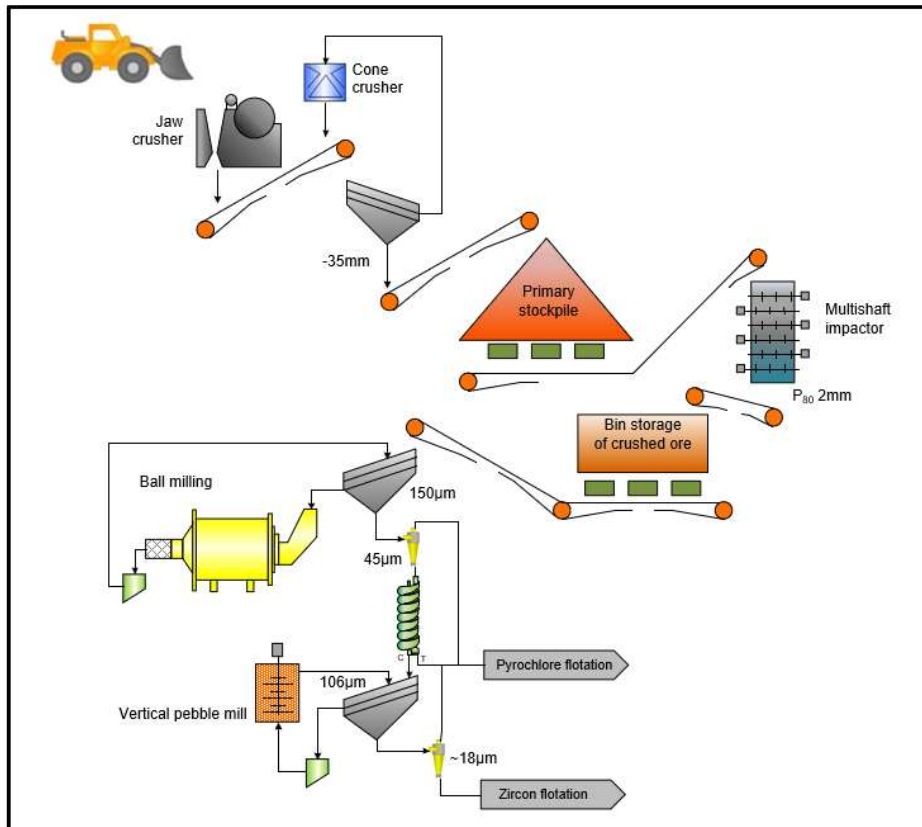 Cone
crusher
Jaw
crusher
-35mm
Primary
stockpile
Multishaft
impactor
P₈₀ 2mm
Bin storage
of crushed ore
Ball milling
150µm
45µm
C T
Pyrochlore flotation
106µm
Vertical pebble mill
~18µm
Zircon flotation